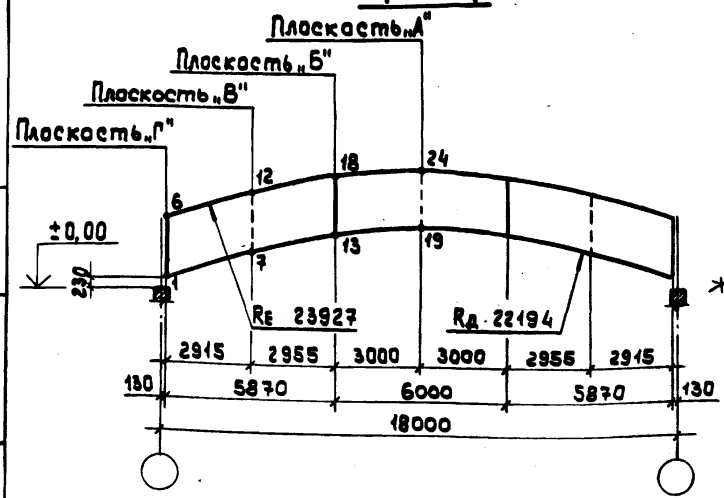 Плоскость „А"
Плоскость „Б"
Плоскость „В"
Плоскость „Г"
6 12 18 24
±0,00
1 7 13 19
230
RЕ 23927
RД 22194
2915 2955 3000 3000 2955 2915
130 5870 6000 5870 130
18000